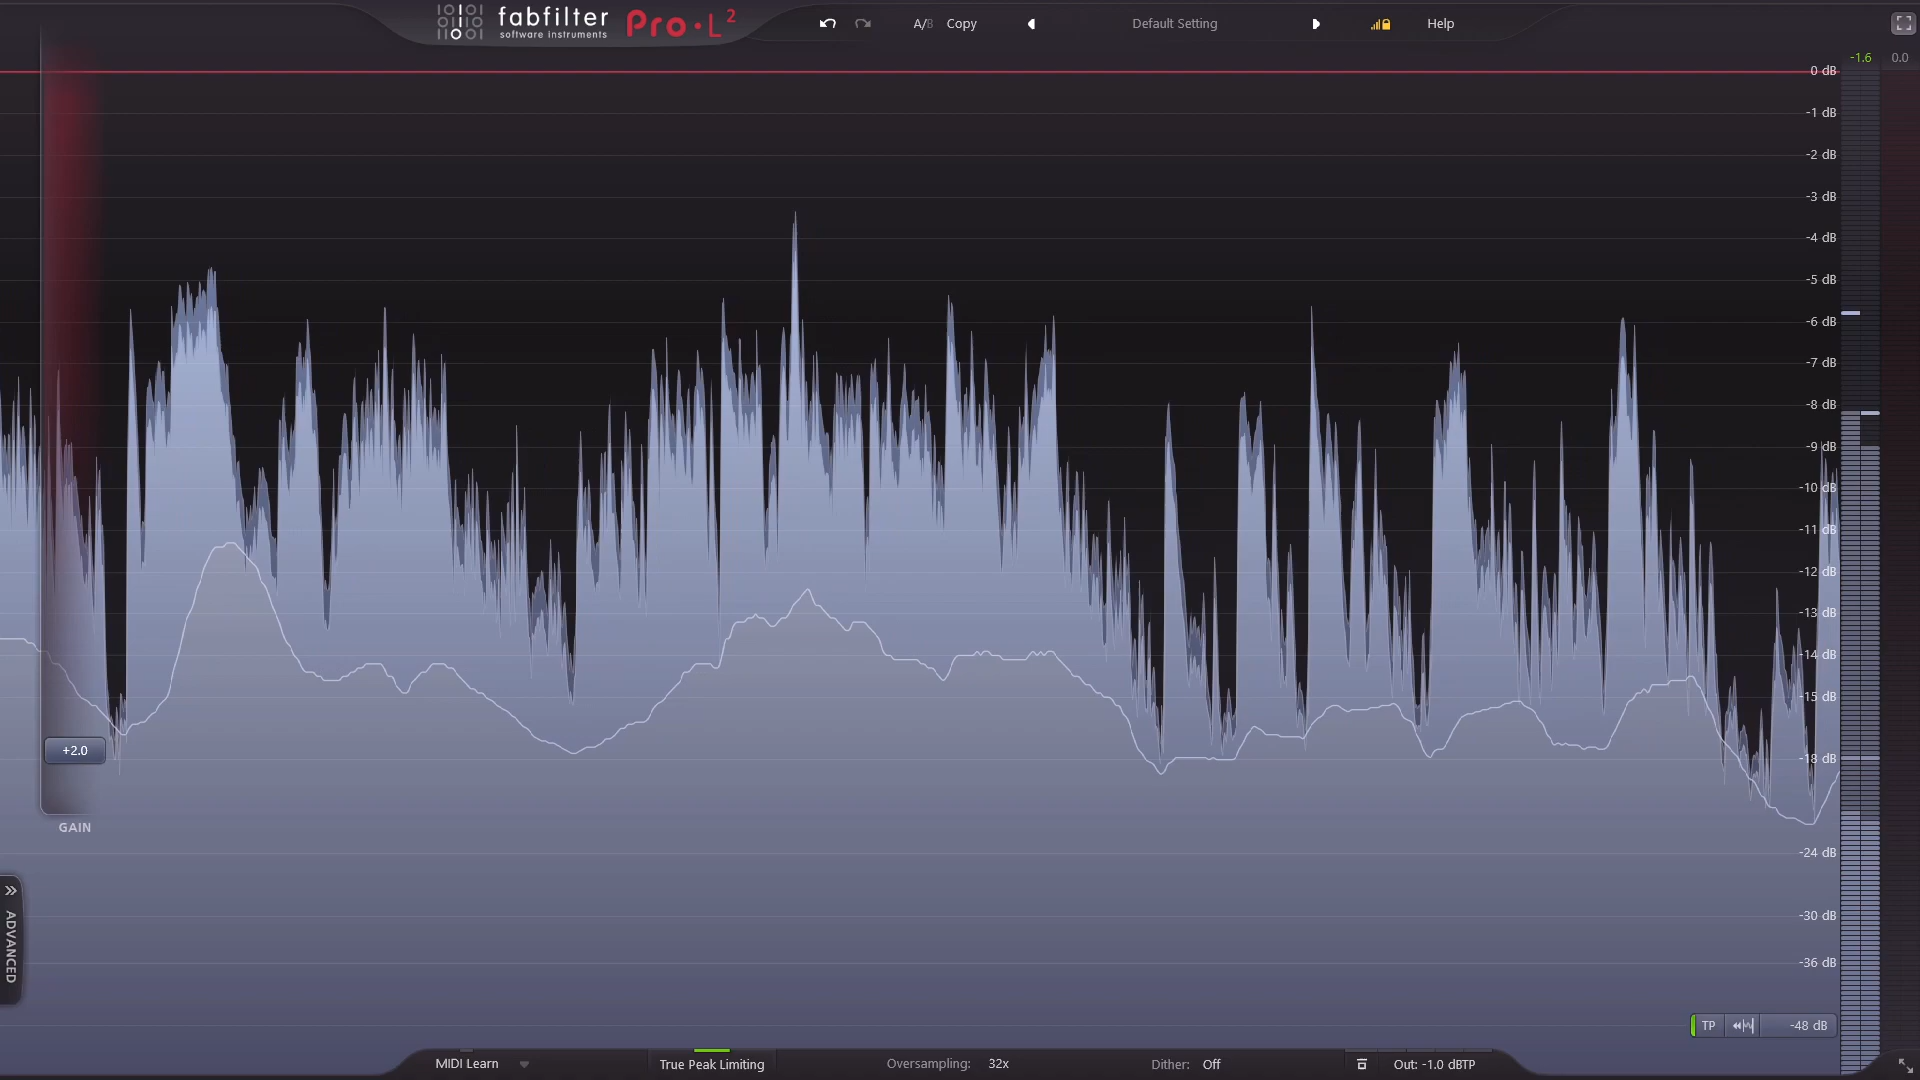 fabfilter
software instruments
Pro·L 2
A/B Copy
Default Setting
Help
-1.6 0.0
0 dB
-1 dB
-2 dB
-3 dB
-4 dB
-5 dB
-6 dB
-7 dB
-8 dB
-9 dB
-10 dB
-11 dB
-12 dB
-13 dB
-14 dB
-15 dB
+2.0
-18 dB
GAIN
-24 dB
ADVANCED
-30 dB
-36 dB
TP -48 dB
MIDI Learn
True Peak Limiting
Oversampling: 32x
Dither: Off
Out: -1.0 dBTP